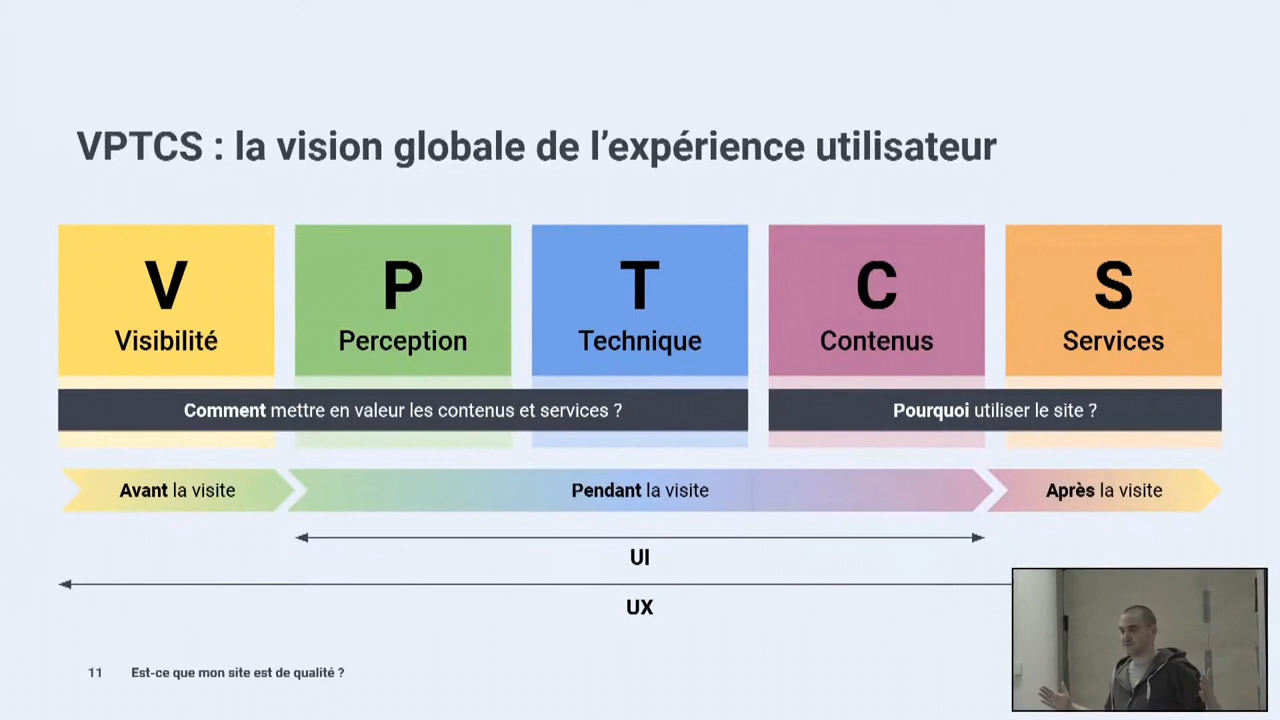 VPTCS : la vision globale de l’expérience utilisateur
V
Visibilité
P
Perception
T
Technique
C
Contenus
S
Services
Comment mettre en valeur les contenus et services ?
Pourquoi utiliser le site ?
Avant la visite
Pendant la visite
Après la visite
UI
UX
11
Est-ce que mon site est de qualité ?